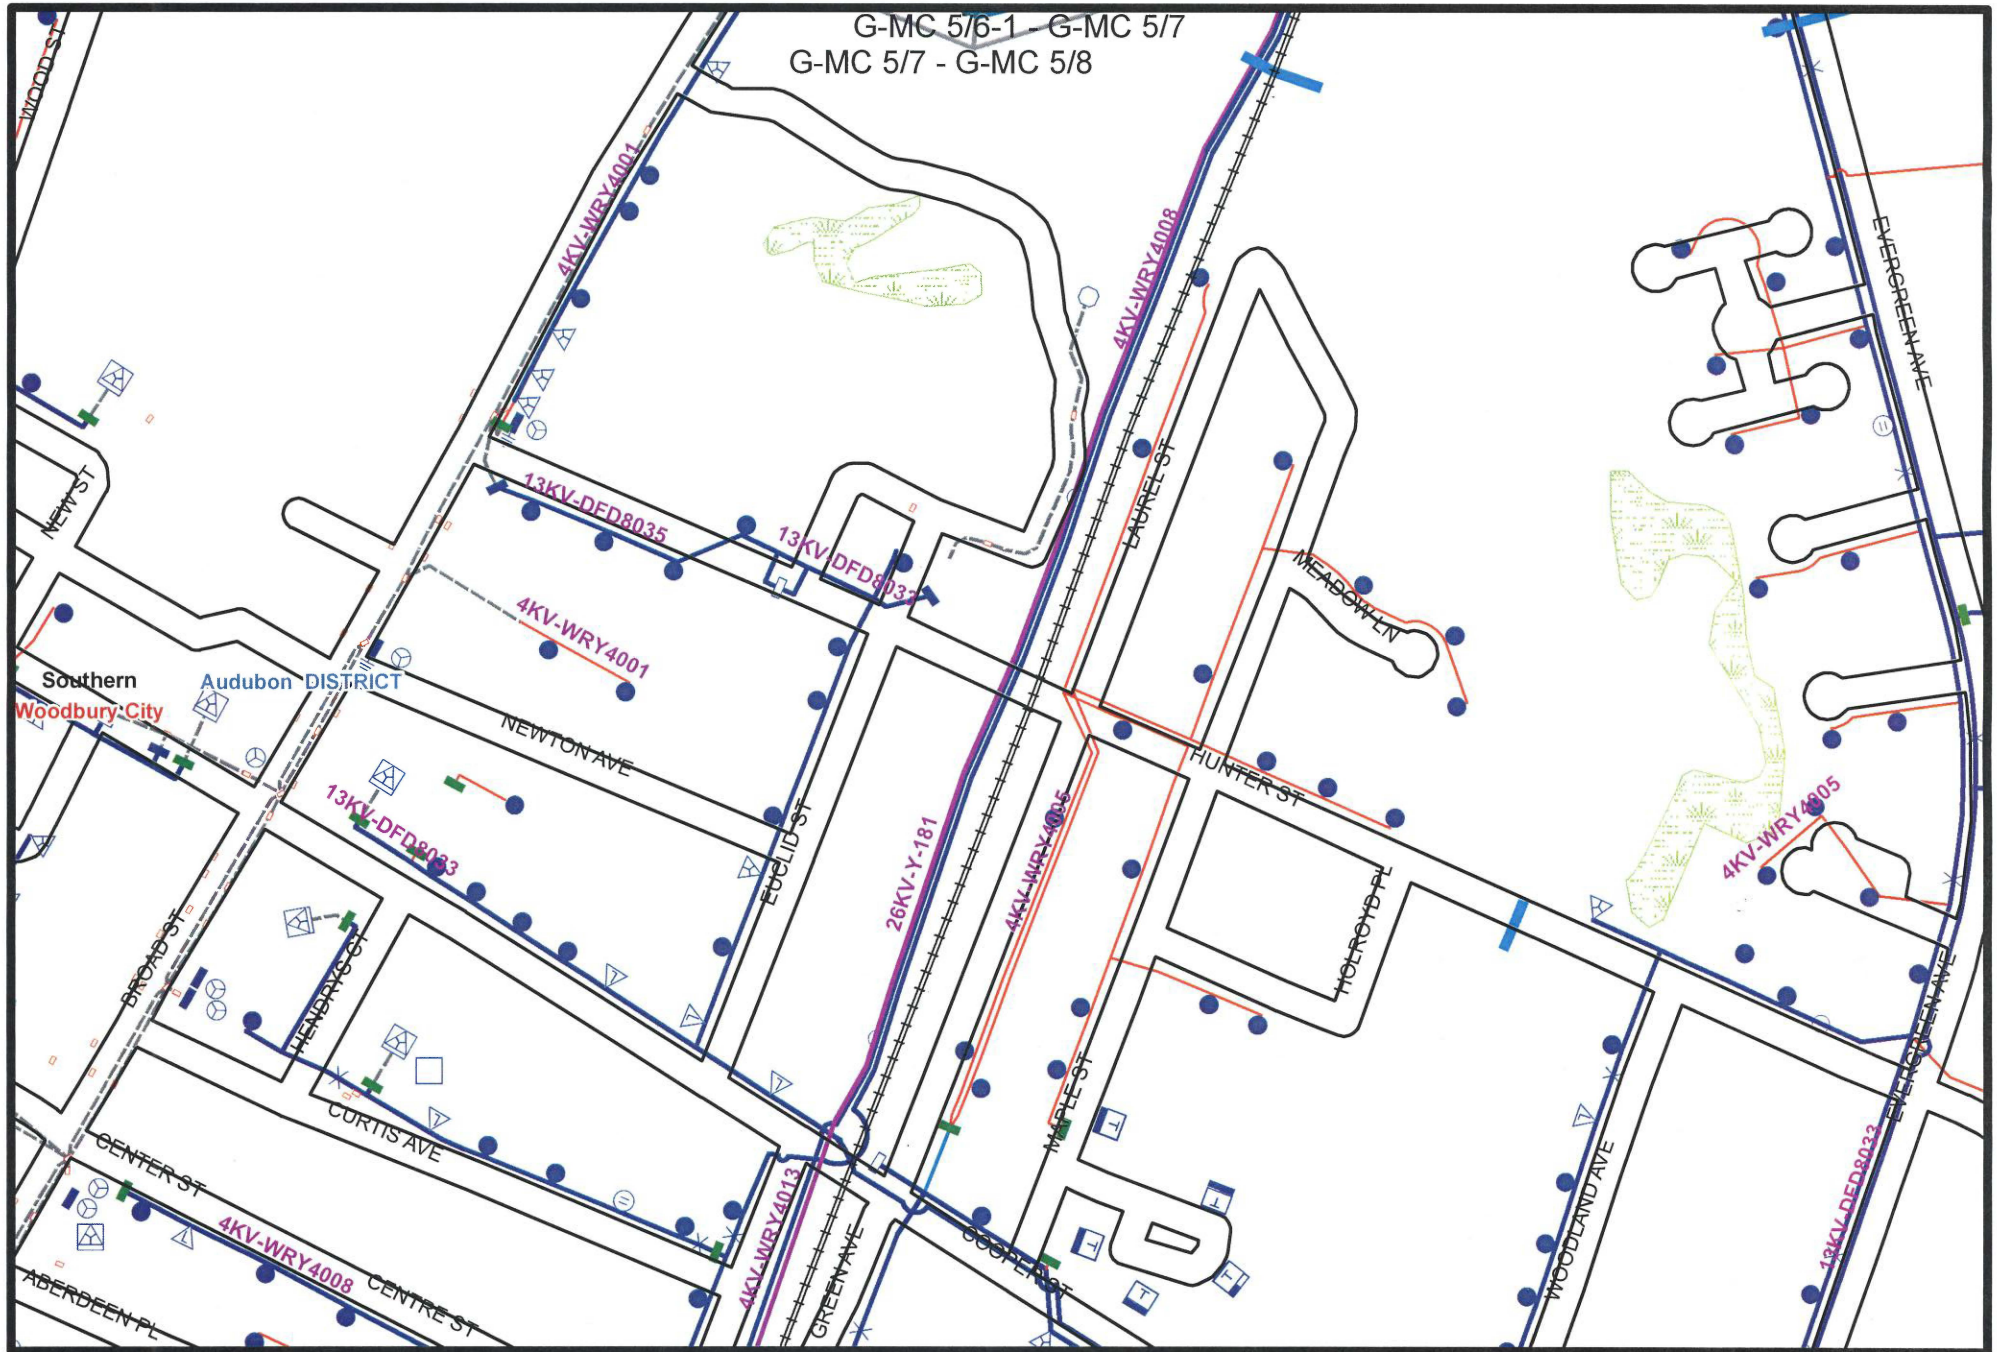 G-MC 5/6-1 - G-MC 5/7
G-MC 5/7 - G-MC 5/8
WOOD ST
4KV-WRY4001
4KV-WRY4008
EVERGREEN AVE
NEW ST
13KV-DFD8035
13KV-DFD8032
LAUREL ST
MEADOW LN
4KV-WRY4001
Southern
Audubon DISTRICT
Woodbury City
NEWTON AVE
HUNTER ST
13KV-DFD8033
EUCLID ST
26KV-Y-181
4KV-WRY4005
4KV-WRY4005
HOLROYD PL
BROAD ST
HENDRYS CT
EVERGREEN AVE
CURTIS AVE
MAPLE ST
CENTER ST
4KV-WRY4013
WOODLAND AVE
13KV-DFD8033
4KV-WRY4008
GREEN AVE
COOPER ST
CENTRE ST
ABERDEEN PL